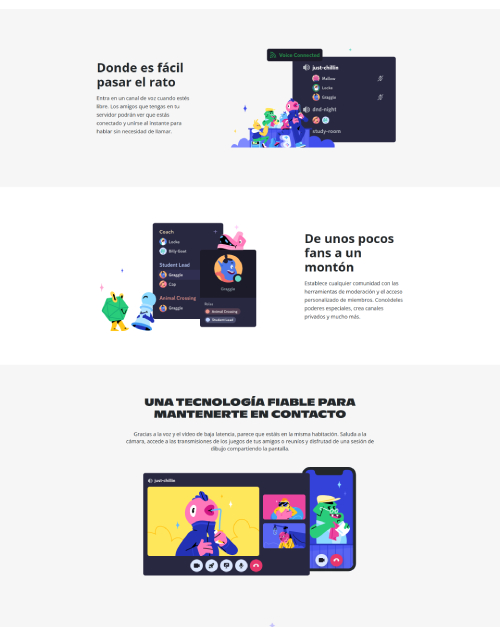 Voice Connected
Donde es fácil
pasar el rato
Entra en un canal de voz cuando estés
libre. Los amigos que tengas en tu
servidor podrán ver que estás
conectado y unirse al instante para
hablar sin necesidad de llamar.
just-chillin
Mallow
Locke
Graggle
dnd-night
study-room
Coach
Locke
Billy Goat
Student Lead
Graggle
Cap
Animal Crossing
Graggle
Graggle
Roles
Animal Crossing
Student Lead
De unos pocos
fans a un
montón
Establece cualquier comunidad con las
herramientas de moderación y el acceso
personalizado de miembros. Concédeles
poderes especiales, crea canales
privados y mucho más.
UNA TECNOLOGÍA FIABLE PARA
MANTENERTE EN CONTACTO
Gracias a la voz y el vídeo de baja latencia, parece que estáis en la misma habitación. Saluda a la
cámara, accede a las transmisiones de los juegos de tus amigos o reuníos y disfrutad de una sesión de
dibujo compartiendo la pantalla.
just-chillin